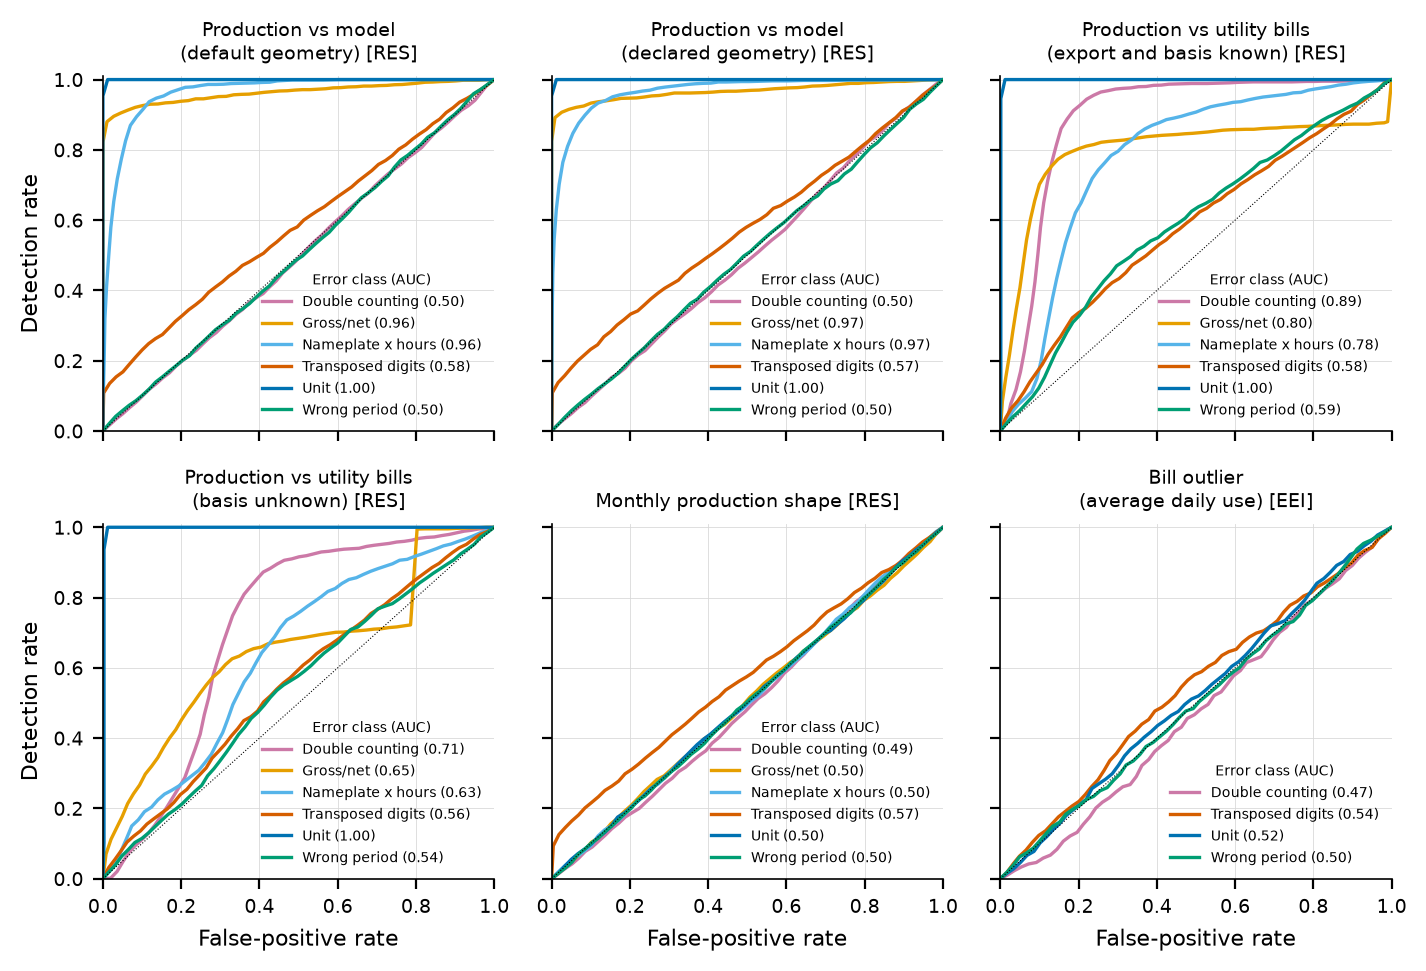 Production vs model
(default geometry) [RES]
Production vs model
(declared geometry) [RES]
Production vs utility bills
(export and basis known) [RES]
1.0
0.8
0.6
0.4
0.2
0.0
Detection rate
Error class (AUC)
Double counting (0.50)
Gross/net (0.96)
Nameplate x hours (0.96)
Transposed digits (0.58)
Unit (1.00)
Wrong period (0.50)
Error class (AUC)
Double counting (0.50)
Gross/net (0.97)
Nameplate x hours (0.97)
Transposed digits (0.57)
Unit (1.00)
Wrong period (0.50)
Error class (AUC)
Double counting (0.89)
Gross/net (0.80)
Nameplate x hours (0.78)
Transposed digits (0.58)
Unit (1.00)
Wrong period (0.59)
Production vs utility bills
(basis unknown) [RES]
Monthly production shape [RES]
Bill outlier
(average daily use) [EEI]
1.0
0.8
0.6
0.4
0.2
0.0
Detection rate
Error class (AUC)
Double counting (0.71)
Gross/net (0.65)
Nameplate x hours (0.63)
Transposed digits (0.56)
Unit (1.00)
Wrong period (0.54)
Error class (AUC)
Double counting (0.49)
Gross/net (0.50)
Nameplate x hours (0.50)
Transposed digits (0.57)
Unit (0.50)
Wrong period (0.50)
Error class (AUC)
Double counting (0.47)
Transposed digits (0.54)
Unit (0.52)
Wrong period (0.50)
0.0 0.2 0.4 0.6 0.8 1.0
0.0 0.2 0.4 0.6 0.8 1.0
0.0 0.2 0.4 0.6 0.8 1.0
False-positive rate
False-positive rate
False-positive rate